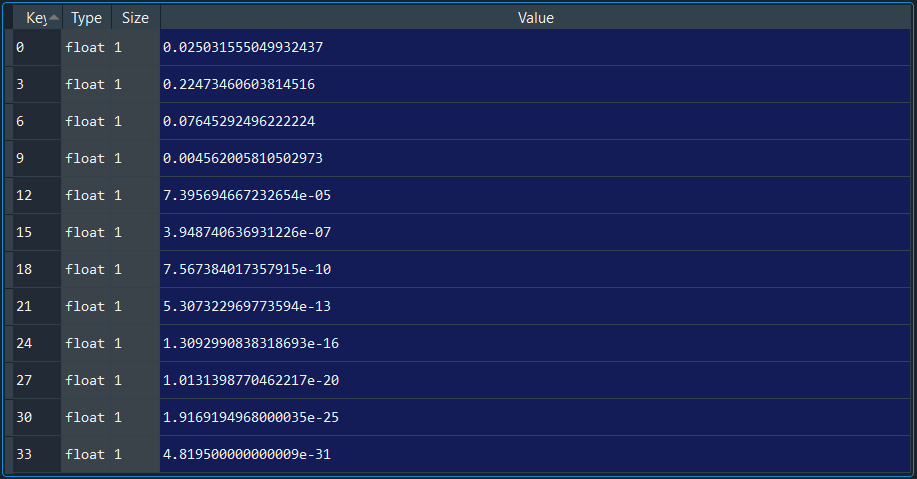 Key Type Size Value
0 float 1 0.025031555049932437
3 float 1 0.22473460603814516
6 float 1 0.07645292496222224
9 float 1 0.004562005810502973
12 float 1 7.395694667232654e-05
15 float 1 3.948740636931226e-07
18 float 1 7.567384017357915e-10
21 float 1 5.307322969773594e-13
24 float 1 1.3092990838318693e-16
27 float 1 1.0131398770462217e-20
30 float 1 1.9169194968000035e-25
33 float 1 4.819500000000009e-31